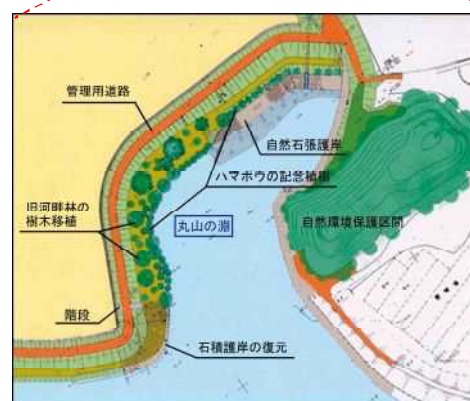 管理用道路
自然石張護岸
ハマボウの記念植樹
旧河畔林の
樹木移植
丸山の淵
自然環境保護区間
階段
石積護岸の復元